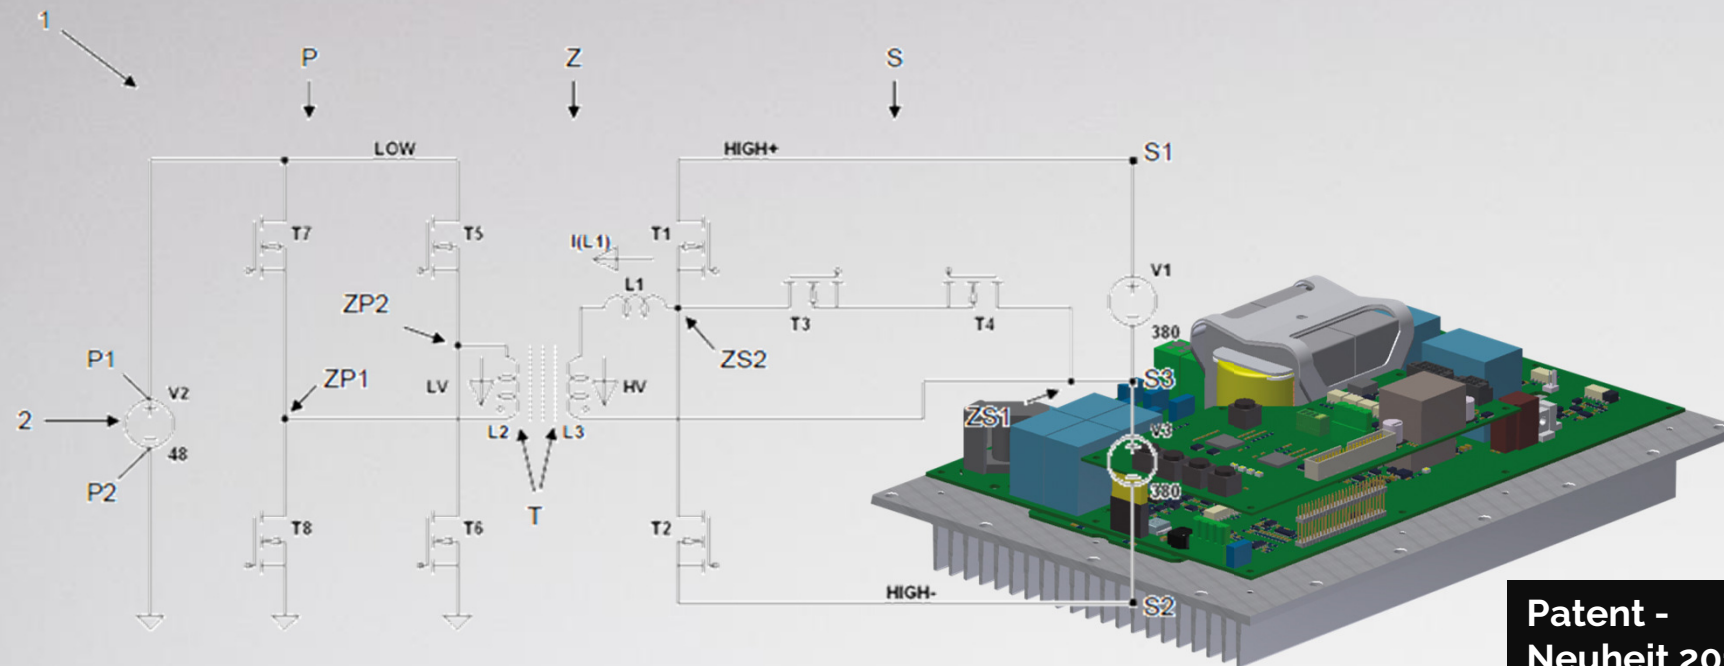 1
P
Z
S
LOW
HIGH+
S1
T7
T5
I(L1)
T1
L1
V1
ZP2
T3
T4
380
P1
ZP1
ZS2
S3
V2
LV
HV
ZS1
2
L2
L3
V3
48
P2
380
T
T8
T6
T2
HIGH-
S2
Patent -
Neuheit